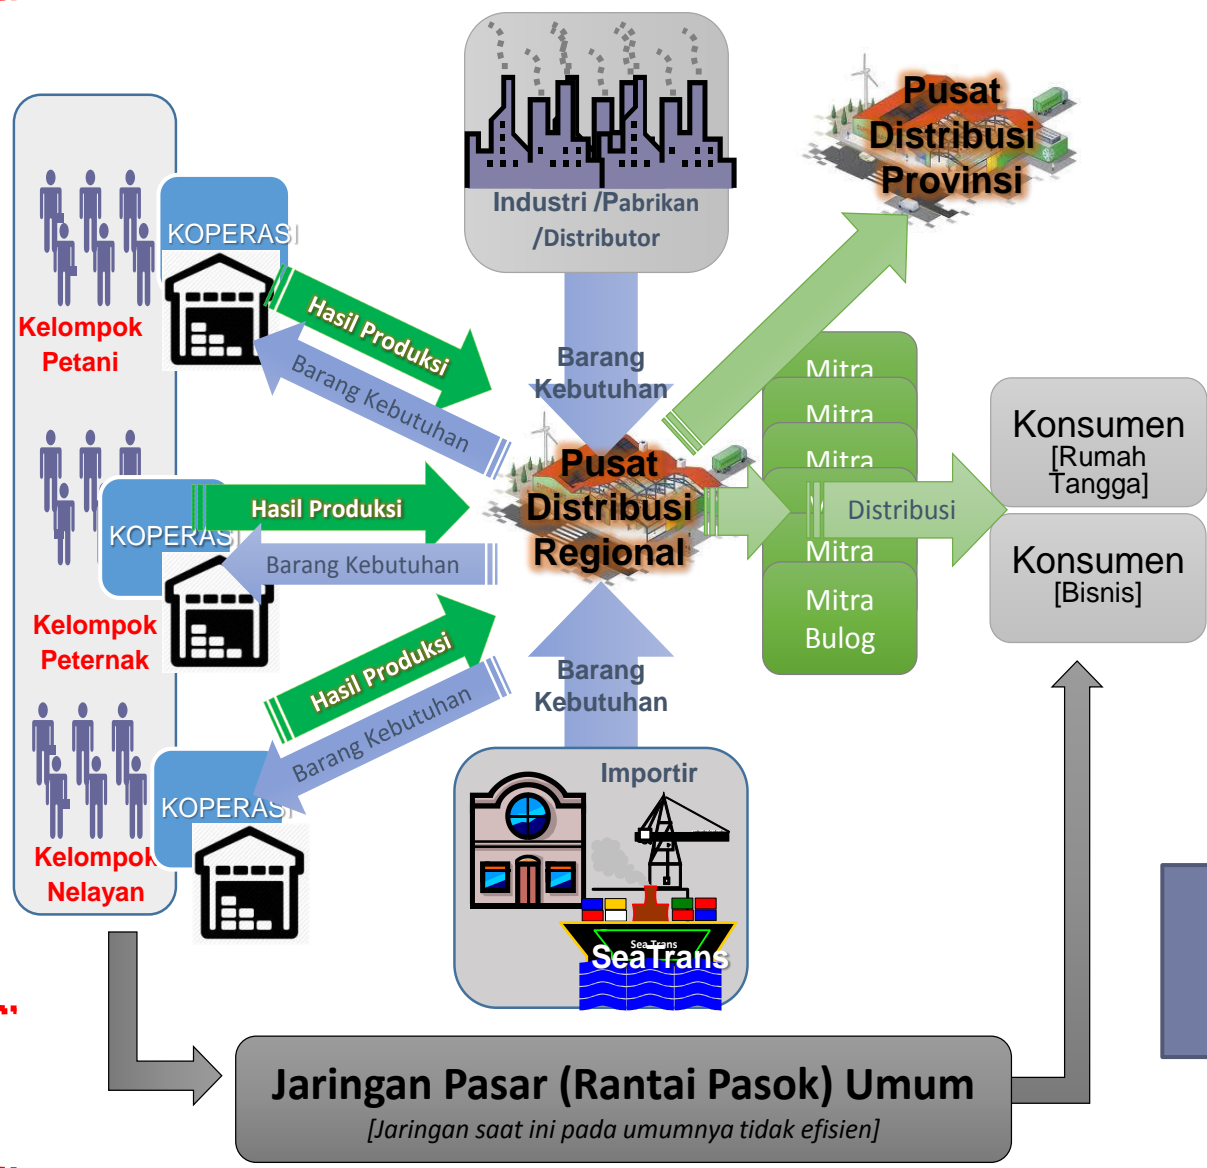 Industri /Pabrikan
/Distributor
Pusat
Distribusi
Provinsi
KOPERASI
Kelompok
Petani
Hasil Produksi
Barang Kebutuhan
Barang
Kebutuhan
Mitra
Mitra
Mitra
Mitra
Mitra
Bulog
Konsumen
[Rumah
Tangga]
Konsumen
[Bisnis]
Distribusi
Pusat
Distribusi
Regional
KOPERASI
Hasil Produksi
Barang Kebutuhan
Kelompok
Peternak
Hasil Produksi
Barang Kebutuhan
KOPERASI
Kelompok
Nelayan
Barang
Kebutuhan
Importir
Sea Trans
SeaTrans
Jaringan Pasar (Rantai Pasok) Umum
[Jaringan saat ini pada umumnya tidak efisien]